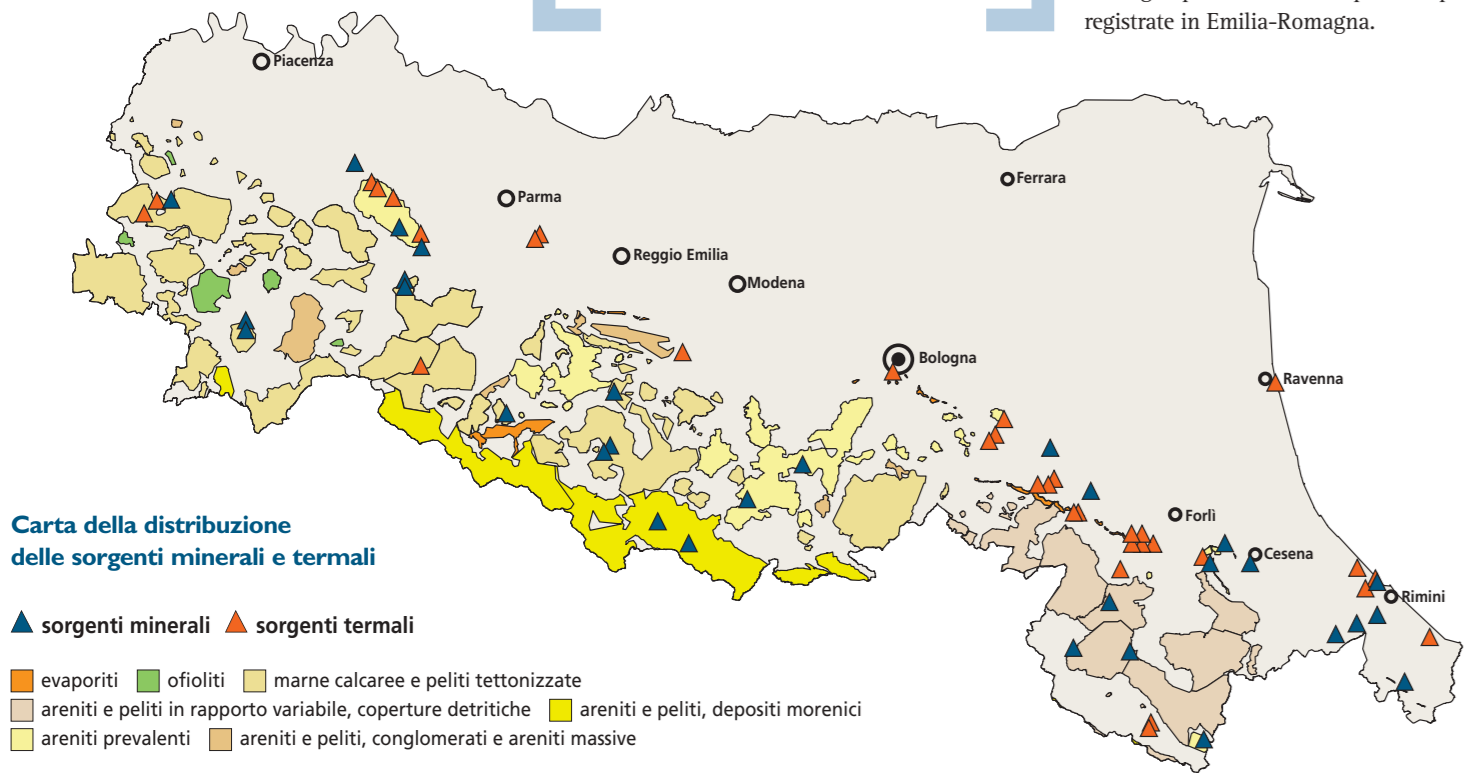 registrate in Emilia-Romagna.
Piacenza
Ferrara
Parma
Reggio Emilia
Modena
Bologna
Ravenna
Forlì
Cesena
Rimini
Carta della distribuzione
delle sorgenti minerali e termali
sorgenti minerali sorgenti termali
evaporiti ofioliti marne calcaree e peliti tettonizzate
areniti e peliti in rapporto variabile, coperture detritiche areniti e peliti, depositi morenici
areniti prevalenti areniti e peliti, conglomerati e areniti massive